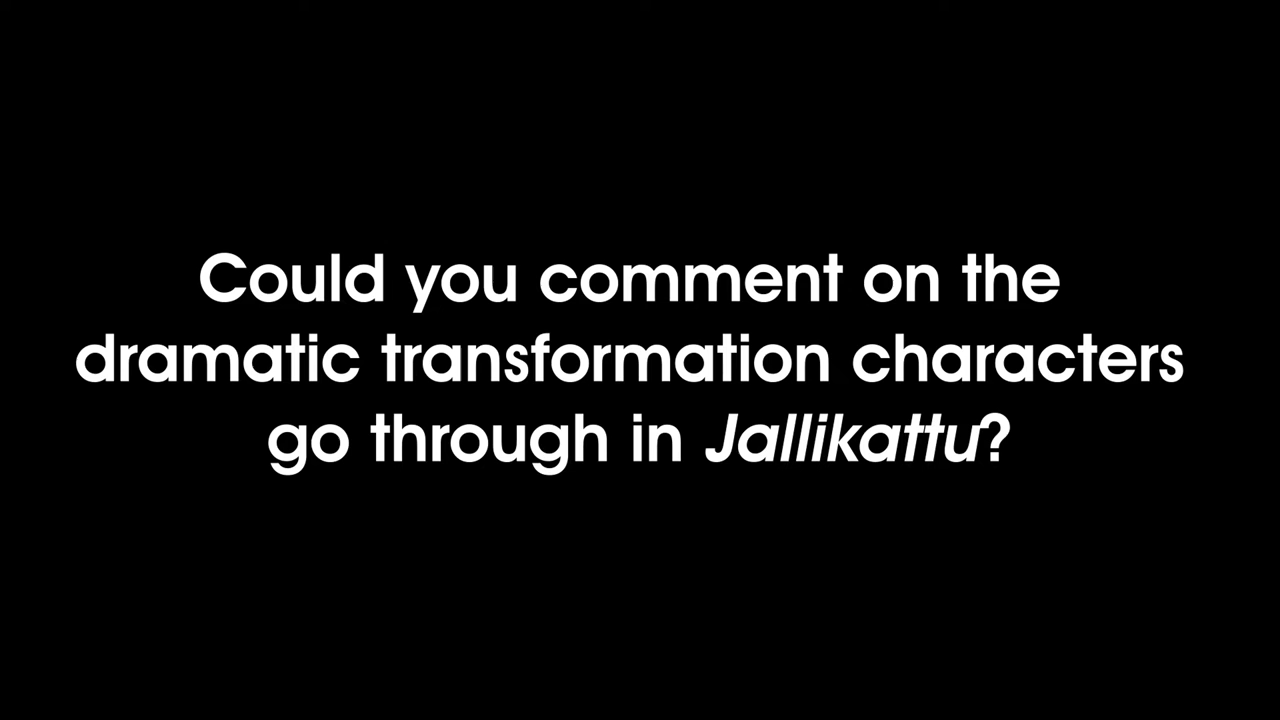 Could you comment on the
dramatic transformation characters
go through in Jallikattu?